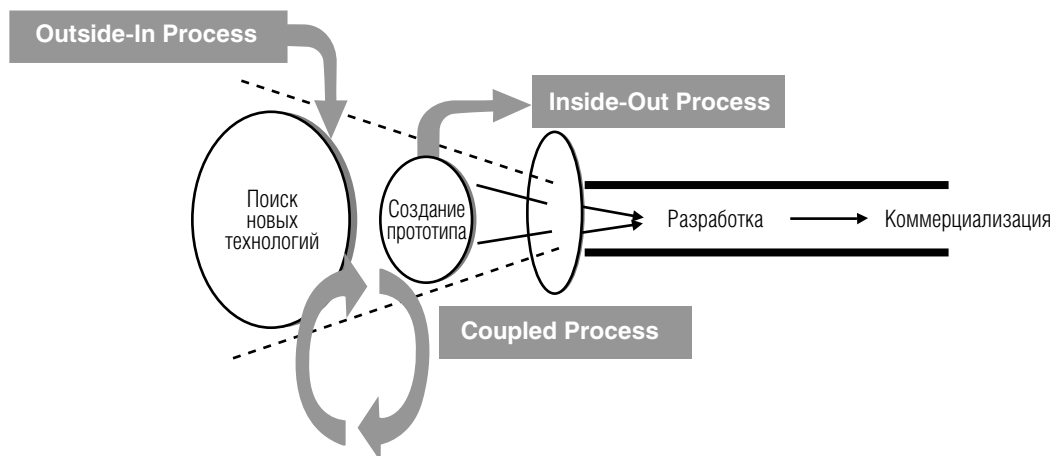 Outside-In Process
Inside-Out Process
Поиск
новых
технологий
Создание
прототипа
Разработка
Коммерциализация
Coupled Process